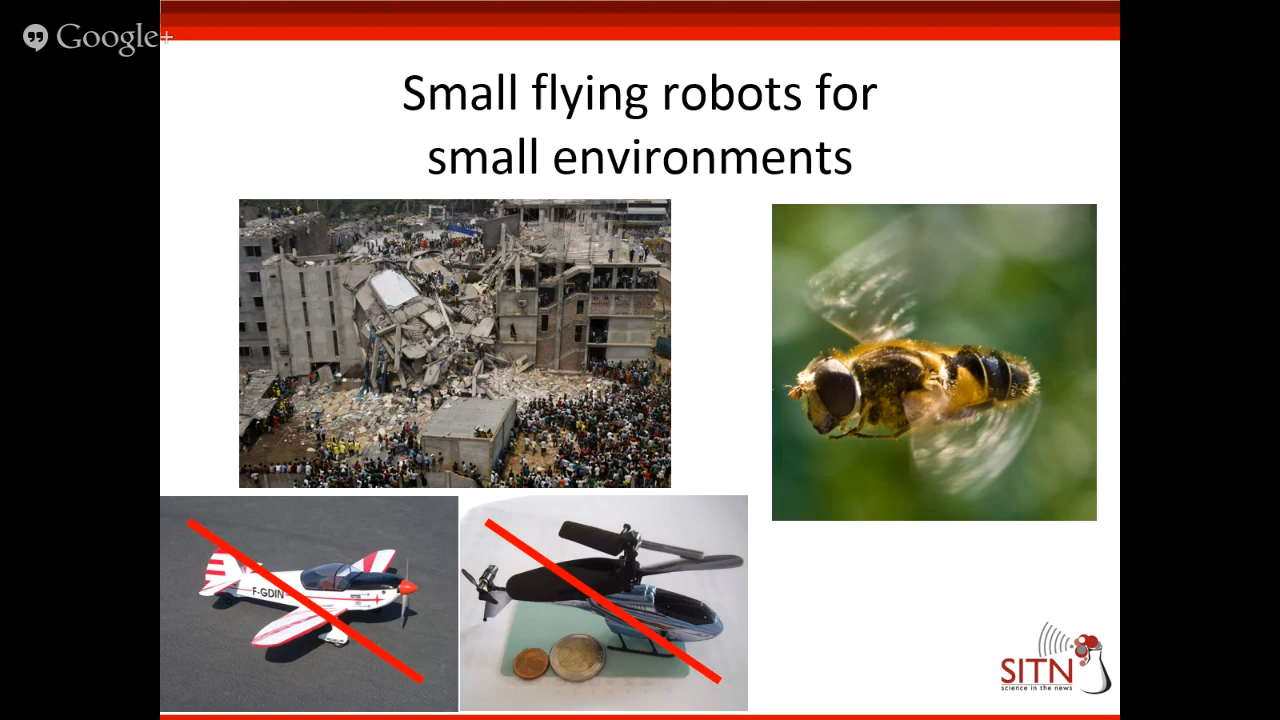 Google+
Small flying robots for
small environments
F-GDIN
SITN
science in the news